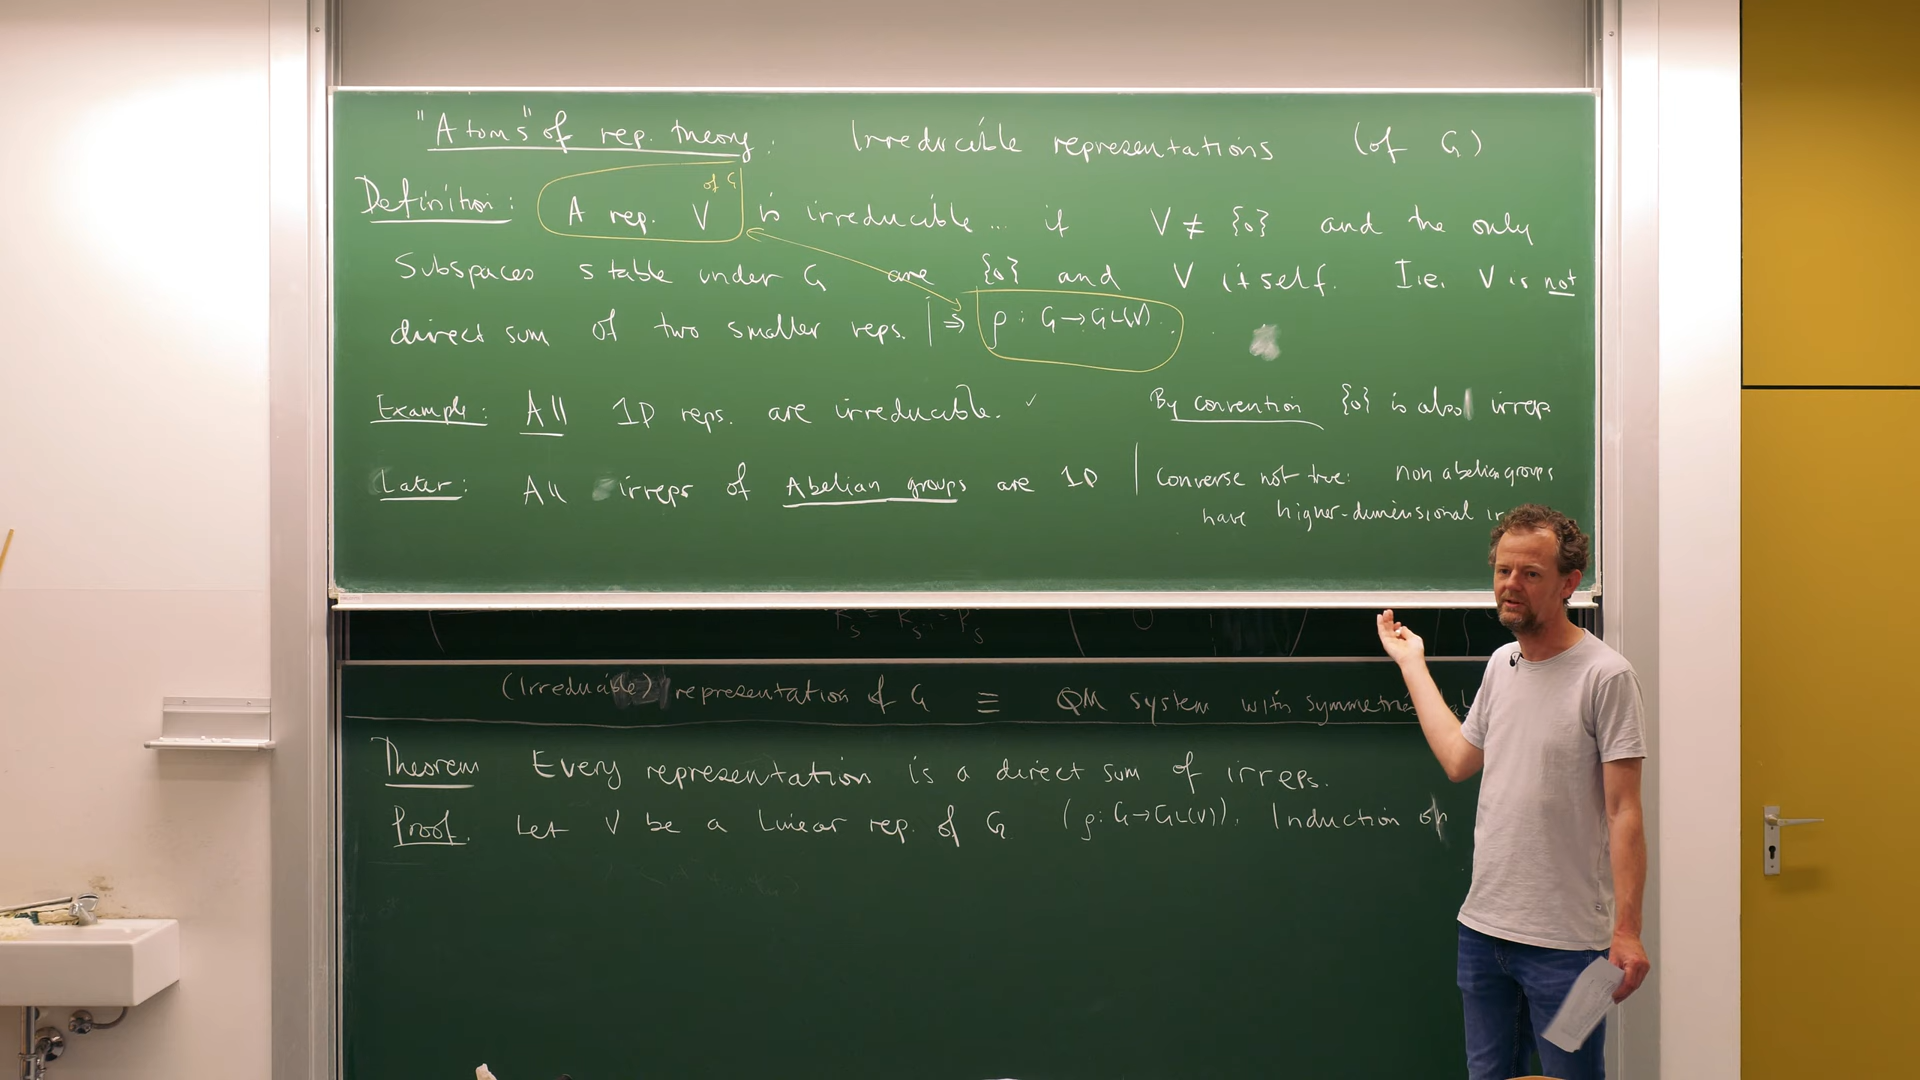 "Atoms" of rep. theory: Irreducible representations (of G)
Definition: A rep. V of G is irreducible... if V ≠ {0} and the only
Subspaces stable under G are {0} and V itself. I.e. V is not
direct sum of two smaller reps. | ⇒ ρ: G→GL(V).
Example: All 1D reps. are irreducible. ✓ By convention {0} is also irrep
Later: All irreps of Abelian groups are 1D | Converse not true: non abelian groups
have higher-dimensional
(Irreducible) representation of G ≡ QM system with symmetries
Theorem Every representation is a direct sum of irreps.
Proof. Let V be a linear rep. of G (ρ: G→GL(V)). Induction on